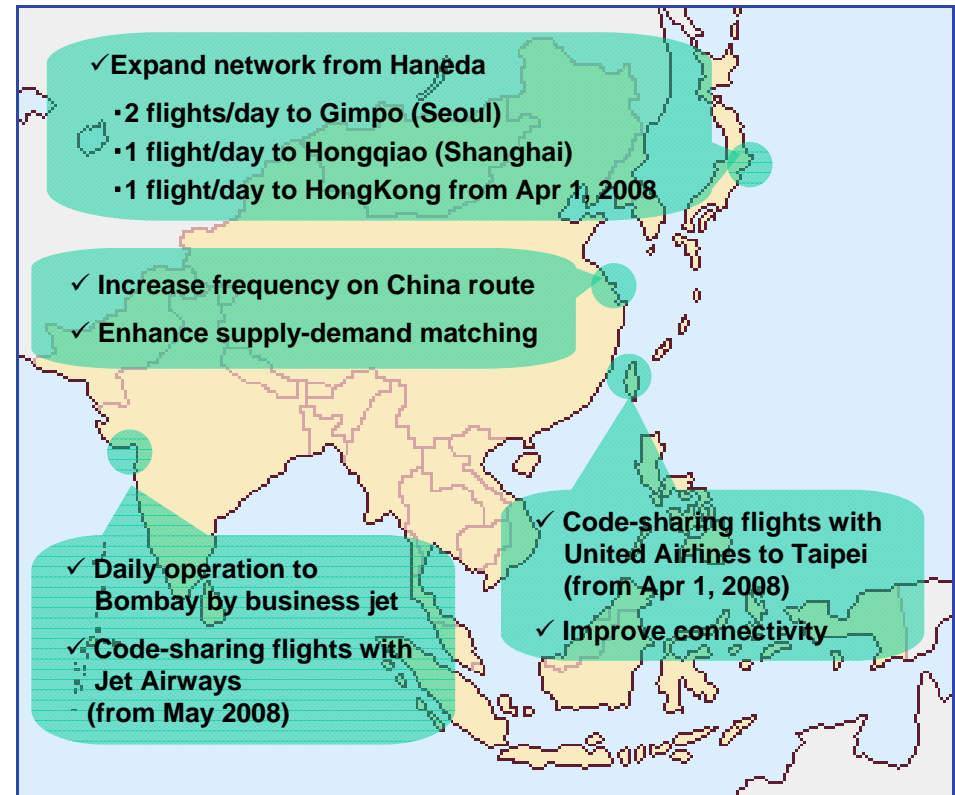 ✓Expand network from Haneda
・2 flights/day to Gimpo (Seoul)
・1 flight/day to Hongqiao (Shanghai)
・1 flight/day to HongKong from Apr 1, 2008
✓ Increase frequency on China route
✓ Enhance supply-demand matching
✓ Code-sharing flights with
United Airlines to Taipei
(from Apr 1, 2008)
✓ Improve connectivity
✓ Daily operation to
Bombay by business jet
✓ Code-sharing flights with
Jet Airways
(from May 2008)